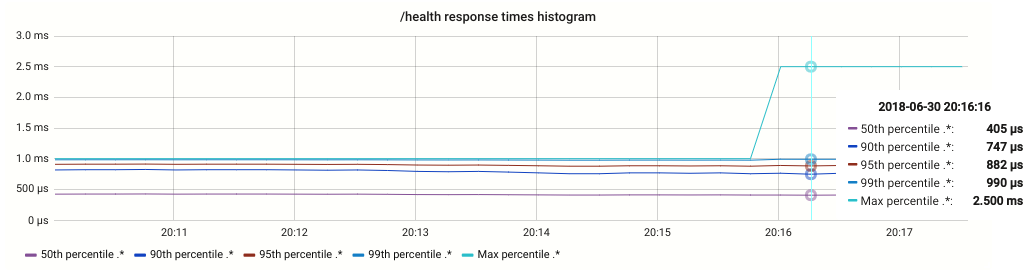 /health response times histogram
3.0 ms
2.5 ms
2.0 ms
1.5 ms
1.0 ms
500 µs
0 µs
20:11 20:12 20:13 20:14 20:15 20:16 20:17
2018-06-30 20:16:16
50th percentile .*: 405 µs
90th percentile .*: 747 µs
95th percentile .*: 882 µs
99th percentile .*: 990 µs
Max percentile .*: 2.500 ms
50th percentile .* 90th percentile .* 95th percentile .* 99th percentile .* Max percentile .*